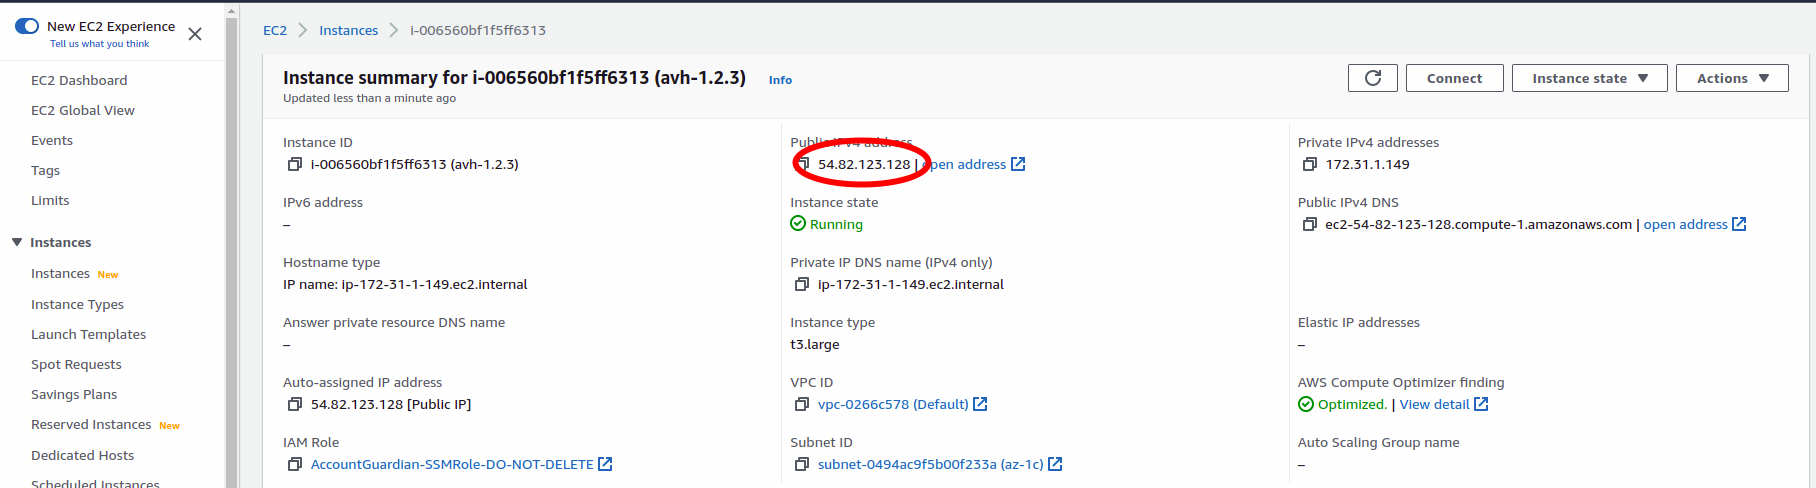 New EC2 Experience
Tell us what you think
EC2 Dashboard
EC2 Global View
Events
Tags
Limits
Instances
Instances New
Instance Types
Launch Templates
Spot Requests
Savings Plans
Reserved Instances New
Dedicated Hosts
Scheduled Instances
EC2 > Instances > i-006560bf1f5ff6313
Instance summary for i-006560bf1f5ff6313 (avh-1.2.3) Info
Updated less than a minute ago
Connect
Instance state
Actions
Instance ID
i-006560bf1f5ff6313 (avh-1.2.3)
Public IPv4 address
54.82.123.128 | open address
Private IPv4 addresses
172.31.1.149
IPv6 address
–
Instance state
Running
Public IPv4 DNS
ec2-54-82-123-128.compute-1.amazonaws.com | open address
Hostname type
IP name: ip-172-31-1-149.ec2.internal
Private IP DNS name (IPv4 only)
ip-172-31-1-149.ec2.internal
Answer private resource DNS name
–
Instance type
t3.large
Elastic IP addresses
–
Auto-assigned IP address
54.82.123.128 [Public IP]
VPC ID
vpc-0266c578 (Default)
AWS Compute Optimizer finding
Optimized. | View detail
IAM Role
AccountGuardian-SSMRole-DO-NOT-DELETE
Subnet ID
subnet-0494ac9f5b00f233a (az-1c)
Auto Scaling Group name
–